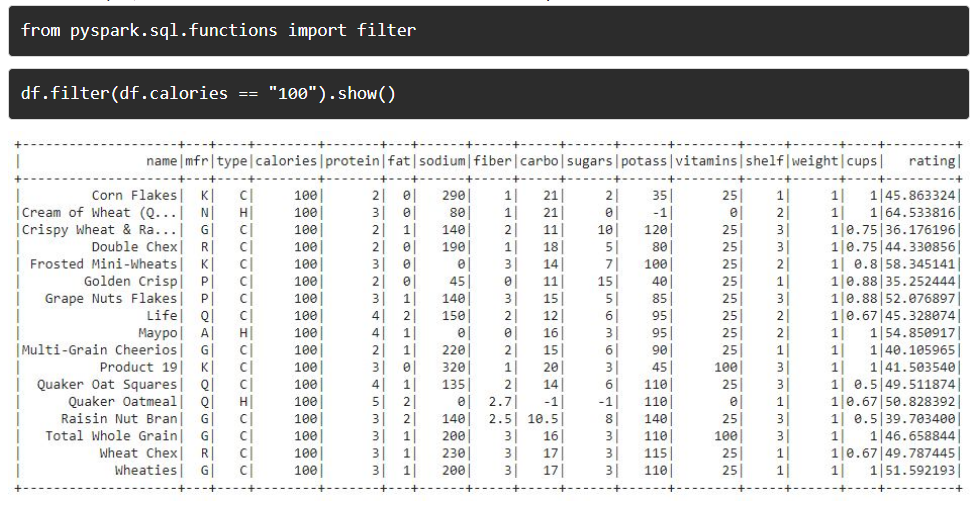 from pyspark.sql.functions import filter
df.filter(df.calories == "100").show()
+--------------------+---+----+--------+-------+---+------+-----+-----+------+------+--------+-----+------+----+---------+
|                name|mfr|type|calories|protein|fat|sodium|fiber|carbo|sugars|potass|vitamins|shelf|weight|cups|   rating|
+--------------------+---+----+--------+-------+---+------+-----+-----+------+------+--------+-----+------+----+---------+
|         Corn Flakes|  K|   C|     100|      2|  0|   290|    1|   21|     2|    35|      25|    1|     1|   1|45.863324|
|Cream of Wheat (Q...|  N|   H|     100|      3|  0|    80|    1|   21|     0|    -1|       0|    2|     1|   1|64.533816|
|Crispy Wheat & Ra...|  G|   C|     100|      2|  1|   140|    2|   11|    10|   120|      25|    3|     1|0.75|36.176196|
|         Double Chex|  R|   C|     100|      2|  0|   190|    1|   18|     5|    80|      25|    3|     1|0.75|44.330856|
| Frosted Mini-Wheats|  K|   C|     100|      3|  0|     0|    3|   14|     7|   100|      25|    2|     1| 0.8|58.345141|
|        Golden Crisp|  P|   C|     100|      2|  0|    45|    0|   11|    15|    40|      25|    1|     1|0.88|35.252444|
|   Grape Nuts Flakes|  P|   C|     100|      3|  1|   140|    3|   15|     5|    85|      25|    3|     1|0.88|52.076897|
|                Life|  Q|   C|     100|      4|  2|   150|    2|   12|     6|    95|      25|    2|     1|0.67|45.328074|
|               Maypo|  A|   H|     100|      4|  1|     0|    0|   16|     3|    95|      25|    2|     1|   1|54.850917|
|Multi-Grain Cheerios|  G|   C|     100|      2|  1|   220|    2|   15|     6|    90|      25|    1|     1|   1|40.105965|
|          Product 19|  K|   C|     100|      3|  0|   320|    1|   20|     3|    45|     100|    3|     1|   1|41.503540|
|  Quaker Oat Squares|  Q|   C|     100|      4|  1|   135|    2|   14|     6|   110|      25|    3|     1| 0.5|49.511874|
|      Quaker Oatmeal|  Q|   H|     100|      5|  2|     0|  2.7|   -1|    -1|   110|       0|    1|     1|0.67|50.828392|
|     Raisin Nut Bran|  G|   C|     100|      3|  2|   140|  2.5| 10.5|     8|   140|      25|    3|     1| 0.5|39.703400|
|   Total Whole Grain|  G|   C|     100|      3|  1|   200|    3|   16|     3|   110|     100|    3|     1|   1|46.658844|
|          Wheat Chex|  R|   C|     100|      3|  1|   230|    3|   17|     3|   115|      25|    1|     1|0.67|49.787445|
|            Wheaties|  G|   C|     100|      3|  1|   200|    3|   17|     3|   110|      25|    1|     1|   1|51.592193|
+--------------------+---+----+--------+-------+---+------+-----+-----+------+------+--------+-----+------+----+---------+